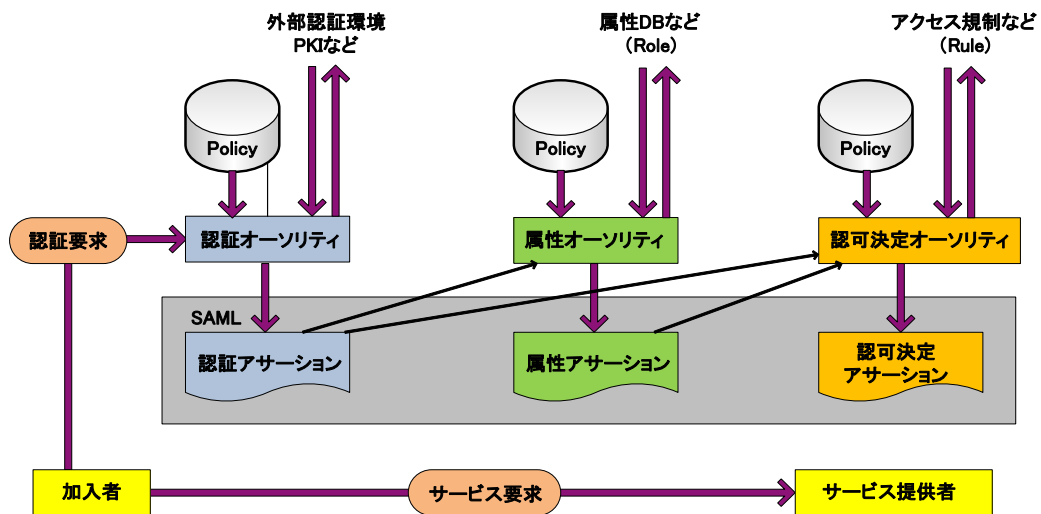 外部認証環境
PKIなど
属性DBなど
(Role)
アクセス規制など
(Rule)
Policy
Policy
Policy
認証要求
認証オーソリティ
属性オーソリティ
認可決定オーソリティ
SAML
認証アサーション
属性アサーション
認可決定
アサーション
加入者
サービス要求
サービス提供者